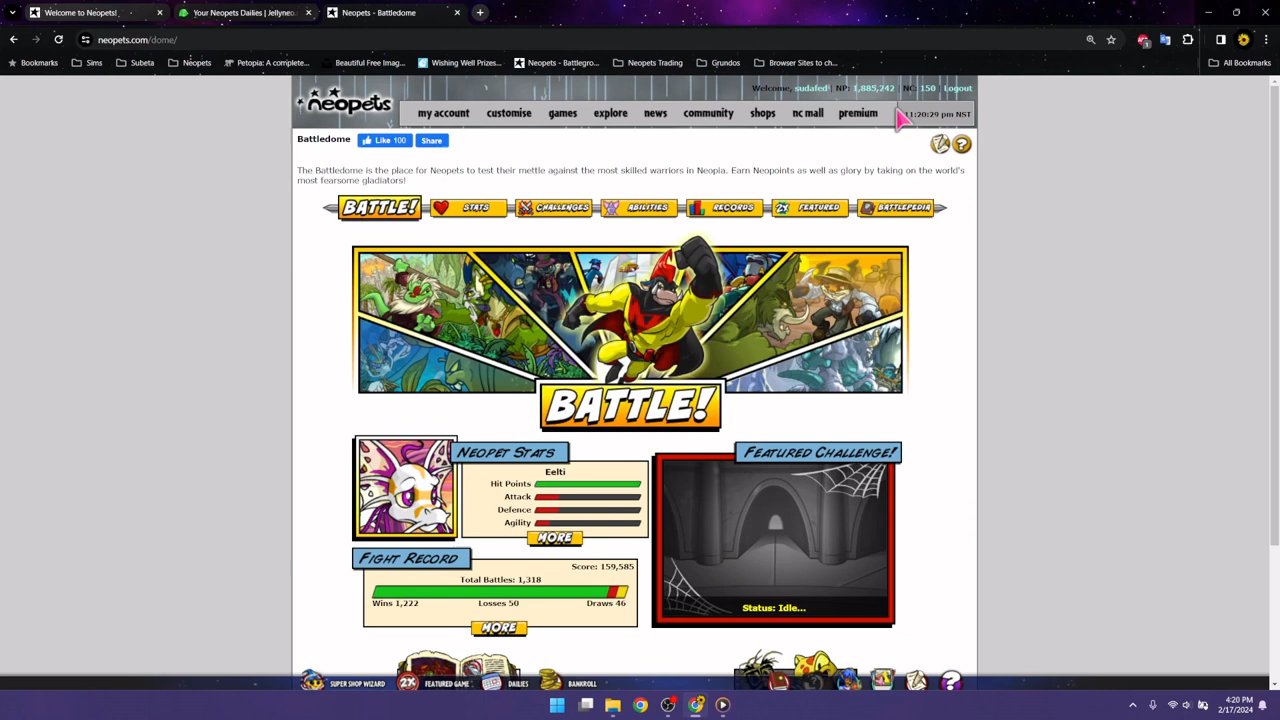 Welcome to Neopets!
Your Neopets Dailies | Jellyneo
Neopets - Battledome
neopets.com/dome/
Bookmarks
Sims
Subeta
Neopets
Petopia: A complete...
Beautiful Free Imag...
Wishing Well Prizes...
Neopets - Battlegro...
Neopets Trading
Grundos
Browser Sites to ch...
All Bookmarks
neopets
Welcome, sudafed | NP: 1,885,242 | NC: 150 Logout
my account
customise
games
explore
news
community
shops
nc mall
premium
11:20:29 pm NST
Battledome
Like 100
Share
The Battledome is the place for Neopets to test their mettle against the most skilled warriors in Neopia. Earn Neopoints as well as glory by taking on the world's
most fearsome gladiators!
BATTLE!
STATS
CHALLENGES
ABILITIES
RECORDS
2X FEATURED
BATTLEPEDIA
BATTLE!
NEOPET STATS
FEATURED CHALLENGE!
Eelti
Hit Points
Attack
Defence
Agility
MORE
FIGHT RECORD
Score: 159,585
Total Battles: 1,318
Wins 1,222
Losses 50
Draws 46
Status: Idle...
MORE
SUPER SHOP WIZARD
2X FEATURED GAME
DAILIES
BANKROLL
4:20 PM
2/17/2024